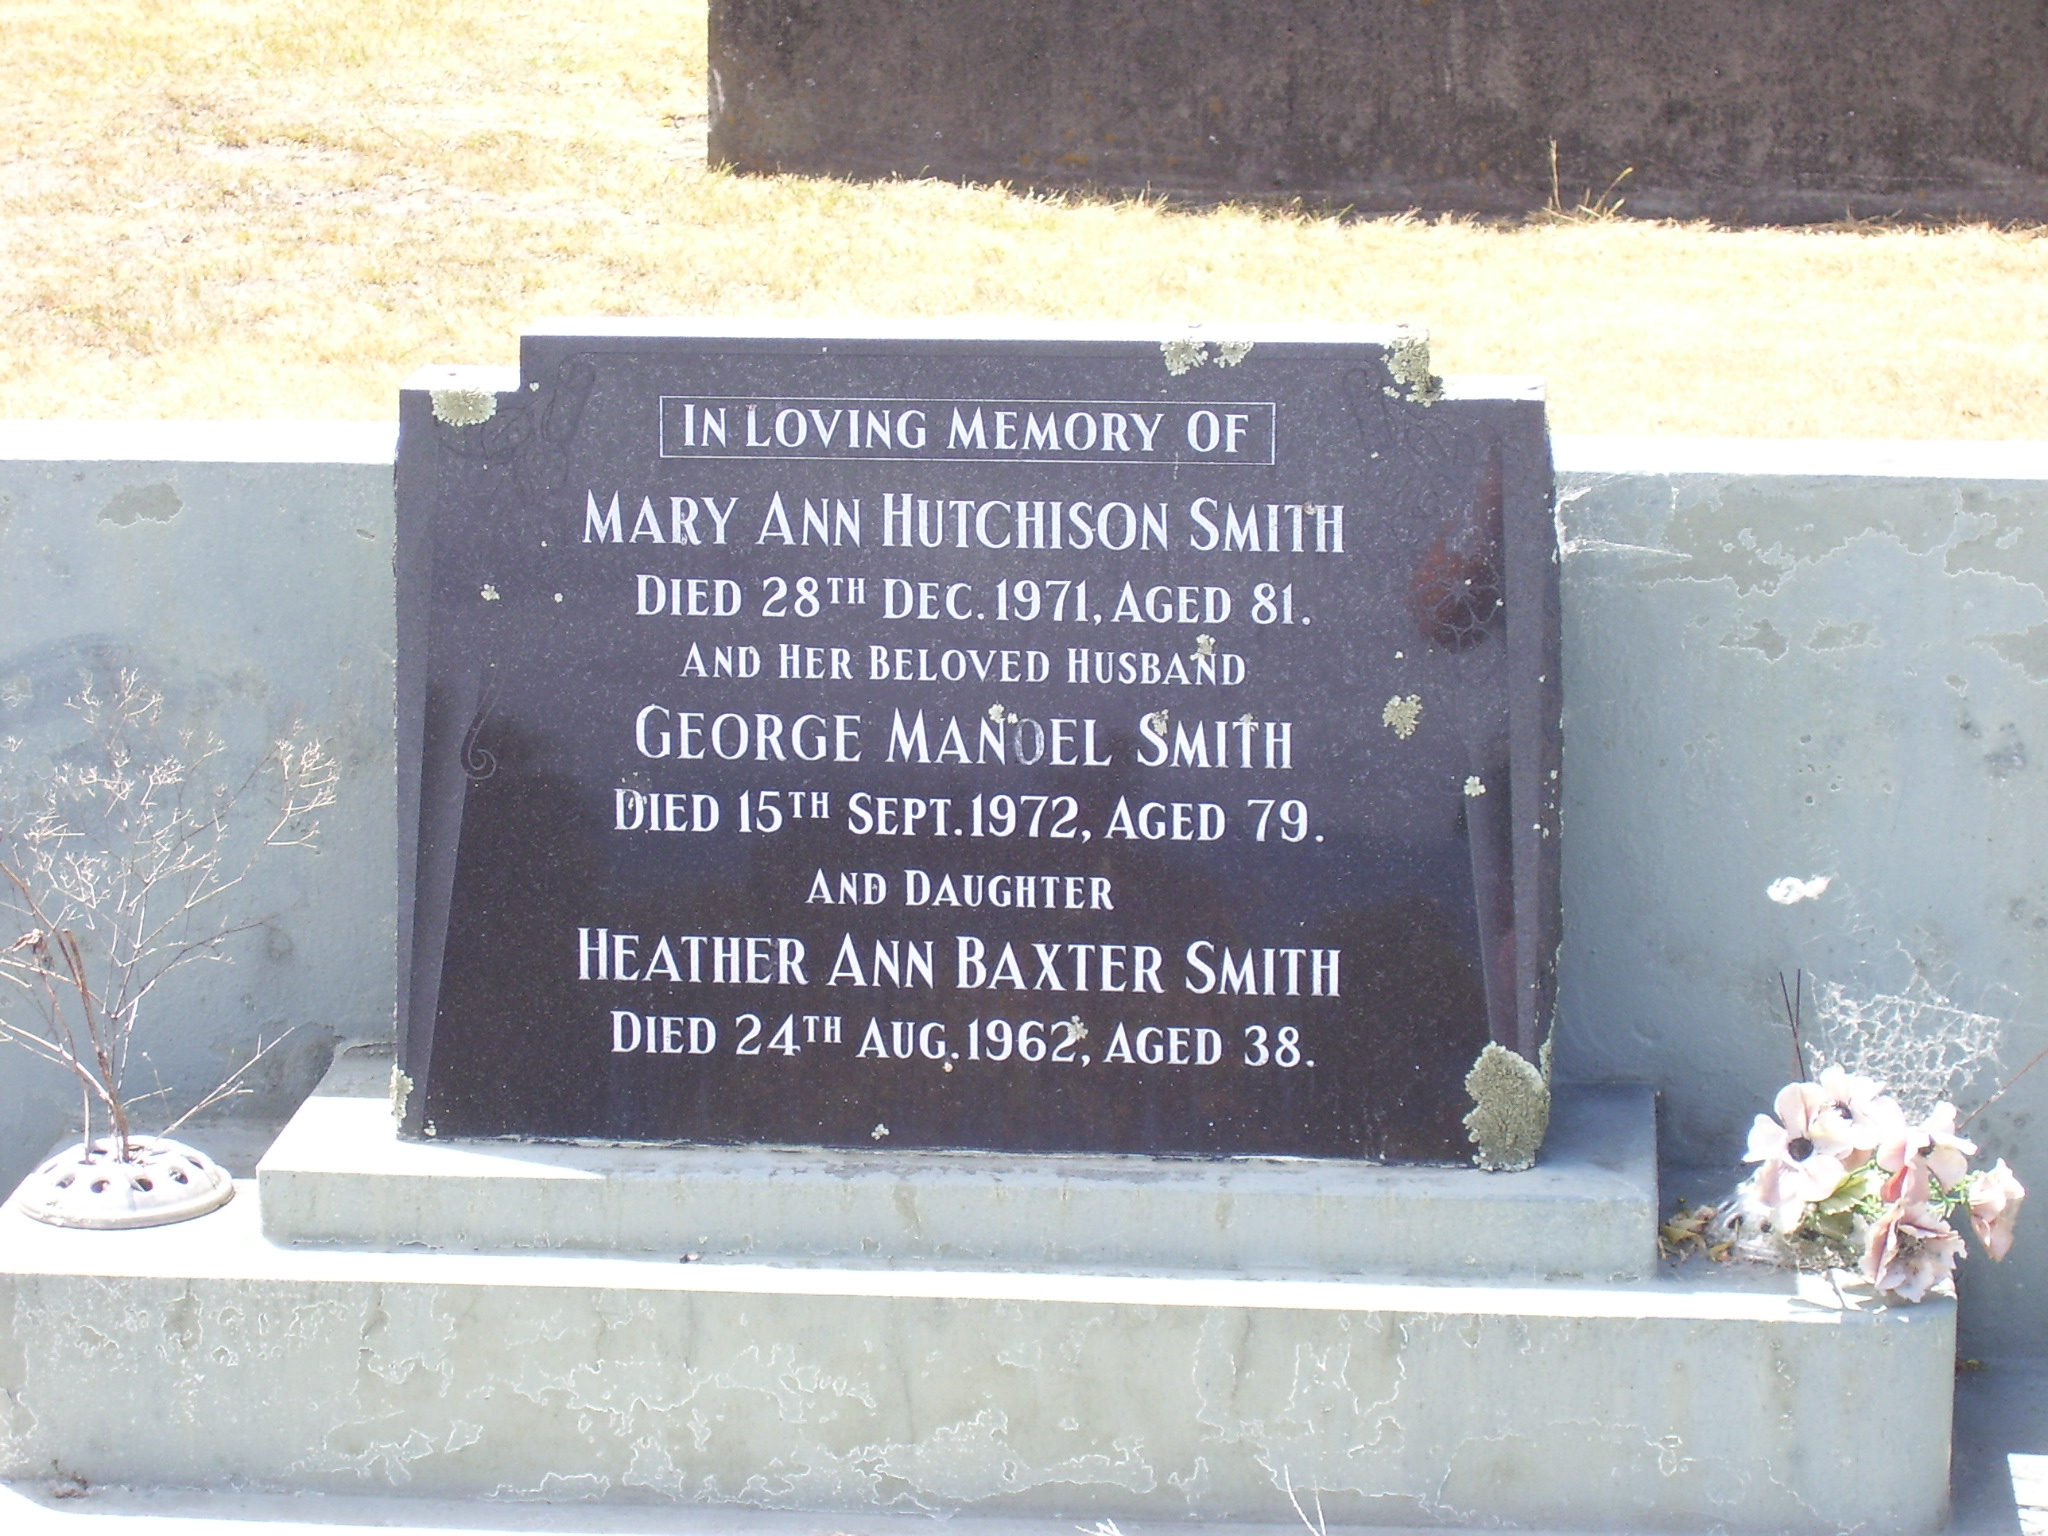 IN LOVING MEMORY OF
MARY ANN HUTCHISON SMITH
DIED 28TH DEC. 1971, AGED 81.
AND HER BELOVED HUSBAND
GEORGE MANOEL SMITH
DIED 15TH SEPT. 1972, AGED 79.
AND DAUGHTER
HEATHER ANN BAXTER SMITH
DIED 24TH AUG. 1962, AGED 38.